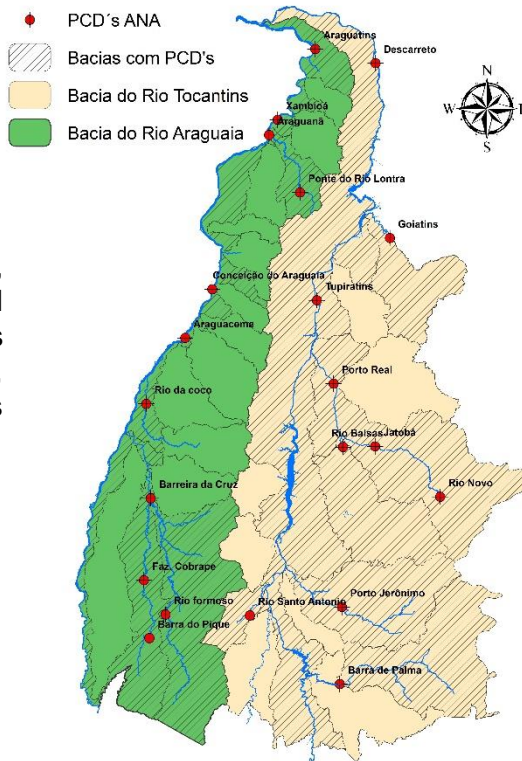 PCD´s ANA
Bacias com PCD's
Bacia do Rio Tocantins
Bacia do Rio Araguaia
N
W
E
S
Araguatins
Descarreto
Xambioá
Araguanã
Ponte do Rio Lontra
Goiatins
Conceição do Araguaia
Tupiratins
Araguacema
Porto Real
Rio da coco
Rio Balsas
Jatobá
Rio Novo
Barreira da Cruz
Faz. Cobrape
Rio formoso
Rio Santo Antonio
Porto Jerônimo
Barra do Pique
Barra de Palma